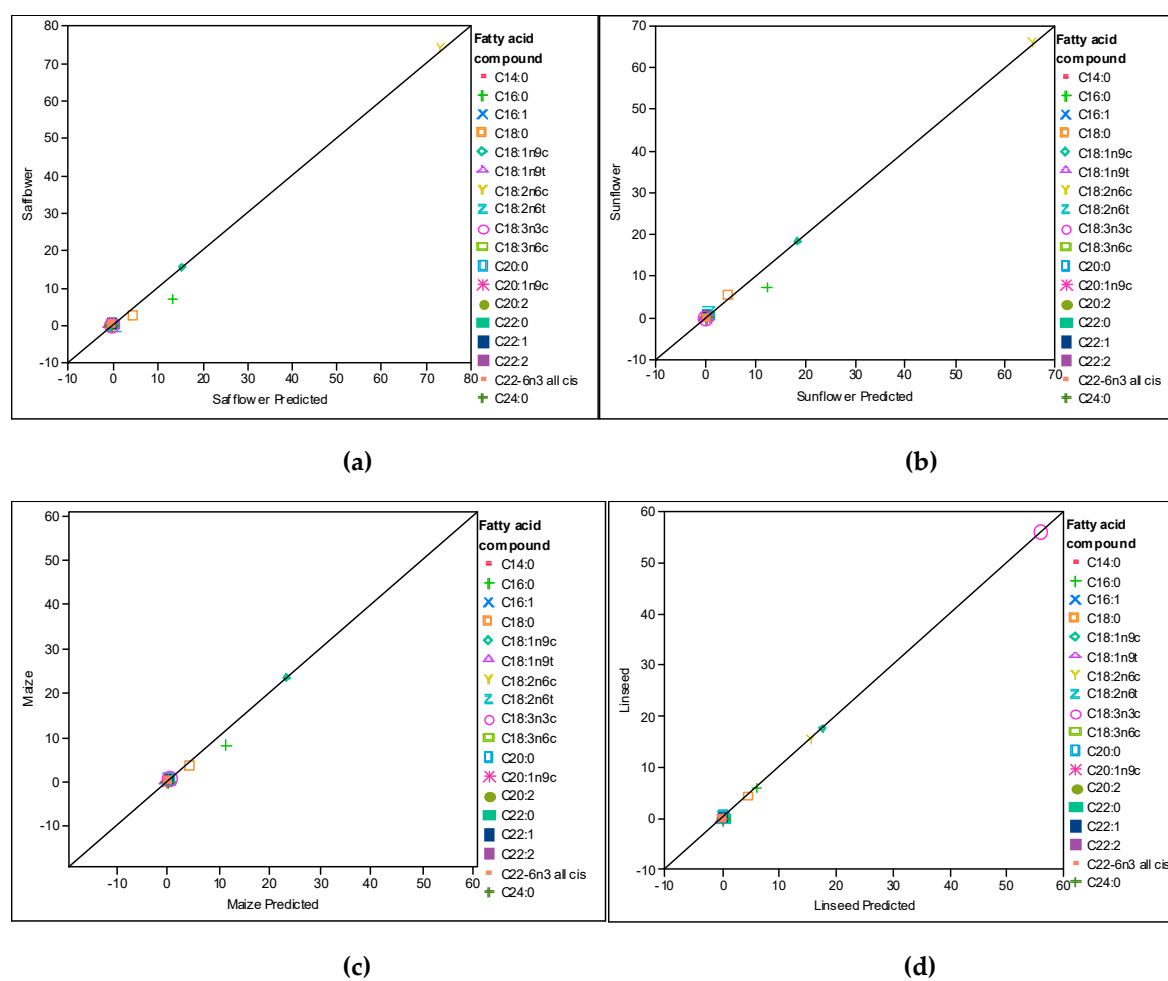 80
70
60
50
40
30
20
10
0
-10
-10
0
10
20
30
40
50
60
70
80
Safflower
Safflower Predicted
Fatty acid
compound
C14:0
C16:0
C16:1
C18:0
C18:1n9c
C18:1n9t
C18:2n6c
C18:2n6t
C18:3n3c
C18:3n6c
C20:0
C20:1n9c
C20:2
C22:0
C22:1
C22:2
C22-6n3 all cis
C24:0
(a)
70
60
50
40
30
20
10
0
-10
-10
0
10
20
30
40
50
60
70
Sunflower
Sunflower Predicted
Fatty acid
compound
C14:0
C16:0
C16:1
C18:0
C18:1n9c
C18:1n9t
C18:2n6c
C18:2n6t
C18:3n3c
C18:3n6c
C20:0
C20:1n9c
C20:2
C22:0
C22:1
C22:2
C22-6n3 all cis
C24:0
(b)
60
50
40
30
20
10
0
-10
-10
0
10
20
30
40
50
60
Maize
Maize Predicted
Fatty acid
compound
C14:0
C16:0
C16:1
C18:0
C18:1n9c
C18:1n9t
C18:2n6c
C18:2n6t
C18:3n3c
C18:3n6c
C20:0
C20:1n9c
C20:2
C22:0
C22:1
C22:2
C22-6n3 all cis
C24:0
(c)
60
50
40
30
20
10
0
-10
-10
0
10
20
30
40
50
60
Linseed
Linseed Predicted
Fatty acid
compound
C14:0
C16:0
C16:1
C18:0
C18:1n9c
C18:1n9t
C18:2n6c
C18:2n6t
C18:3n3c
C18:3n6c
C20:0
C20:1n9c
C20:2
C22:0
C22:1
C22:2
C22-6n3 all cis
C24:0
(d)